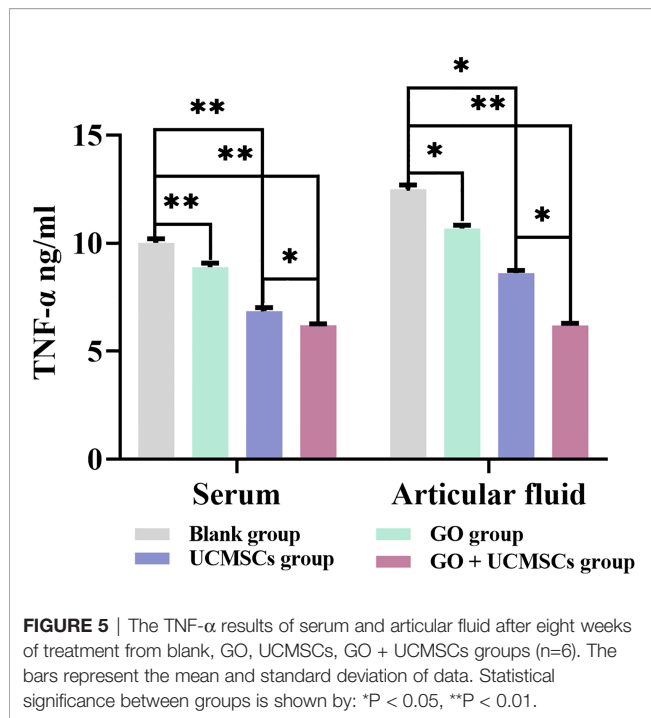 *
**
**
**
*
**
*
*
15
10
5
0
TNF-α ng/ml
Serum
Articular fluid
Blank group
GO group
UCMSCs group
GO + UCMSCs group
FIGURE 5 | The TNF-α results of serum and articular fluid after eight weeks
of treatment from blank, GO, UCMSCs, GO + UCMSCs groups (n=6). The
bars represent the mean and standard deviation of data. Statistical
significance between groups is shown by: *P < 0.05, **P < 0.01.